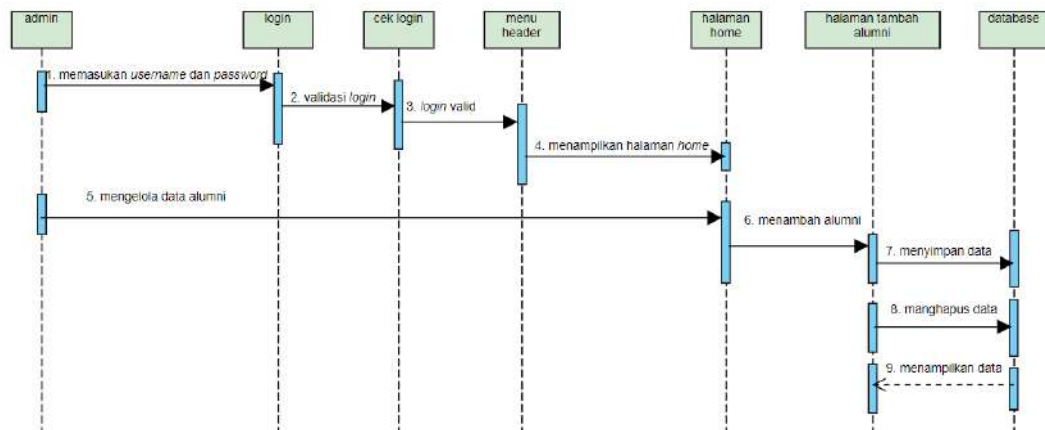 admin
login
cek login
menu
header
halaman
home
halaman tambah
alumni
database
1. memasukan username dan password
2. validasi login
3. login valid
4. menampilkan halaman home
5. mengelola data alumni
6. menambah alumni
7. menyimpan data
8. manghapus data
9. menampilkan data